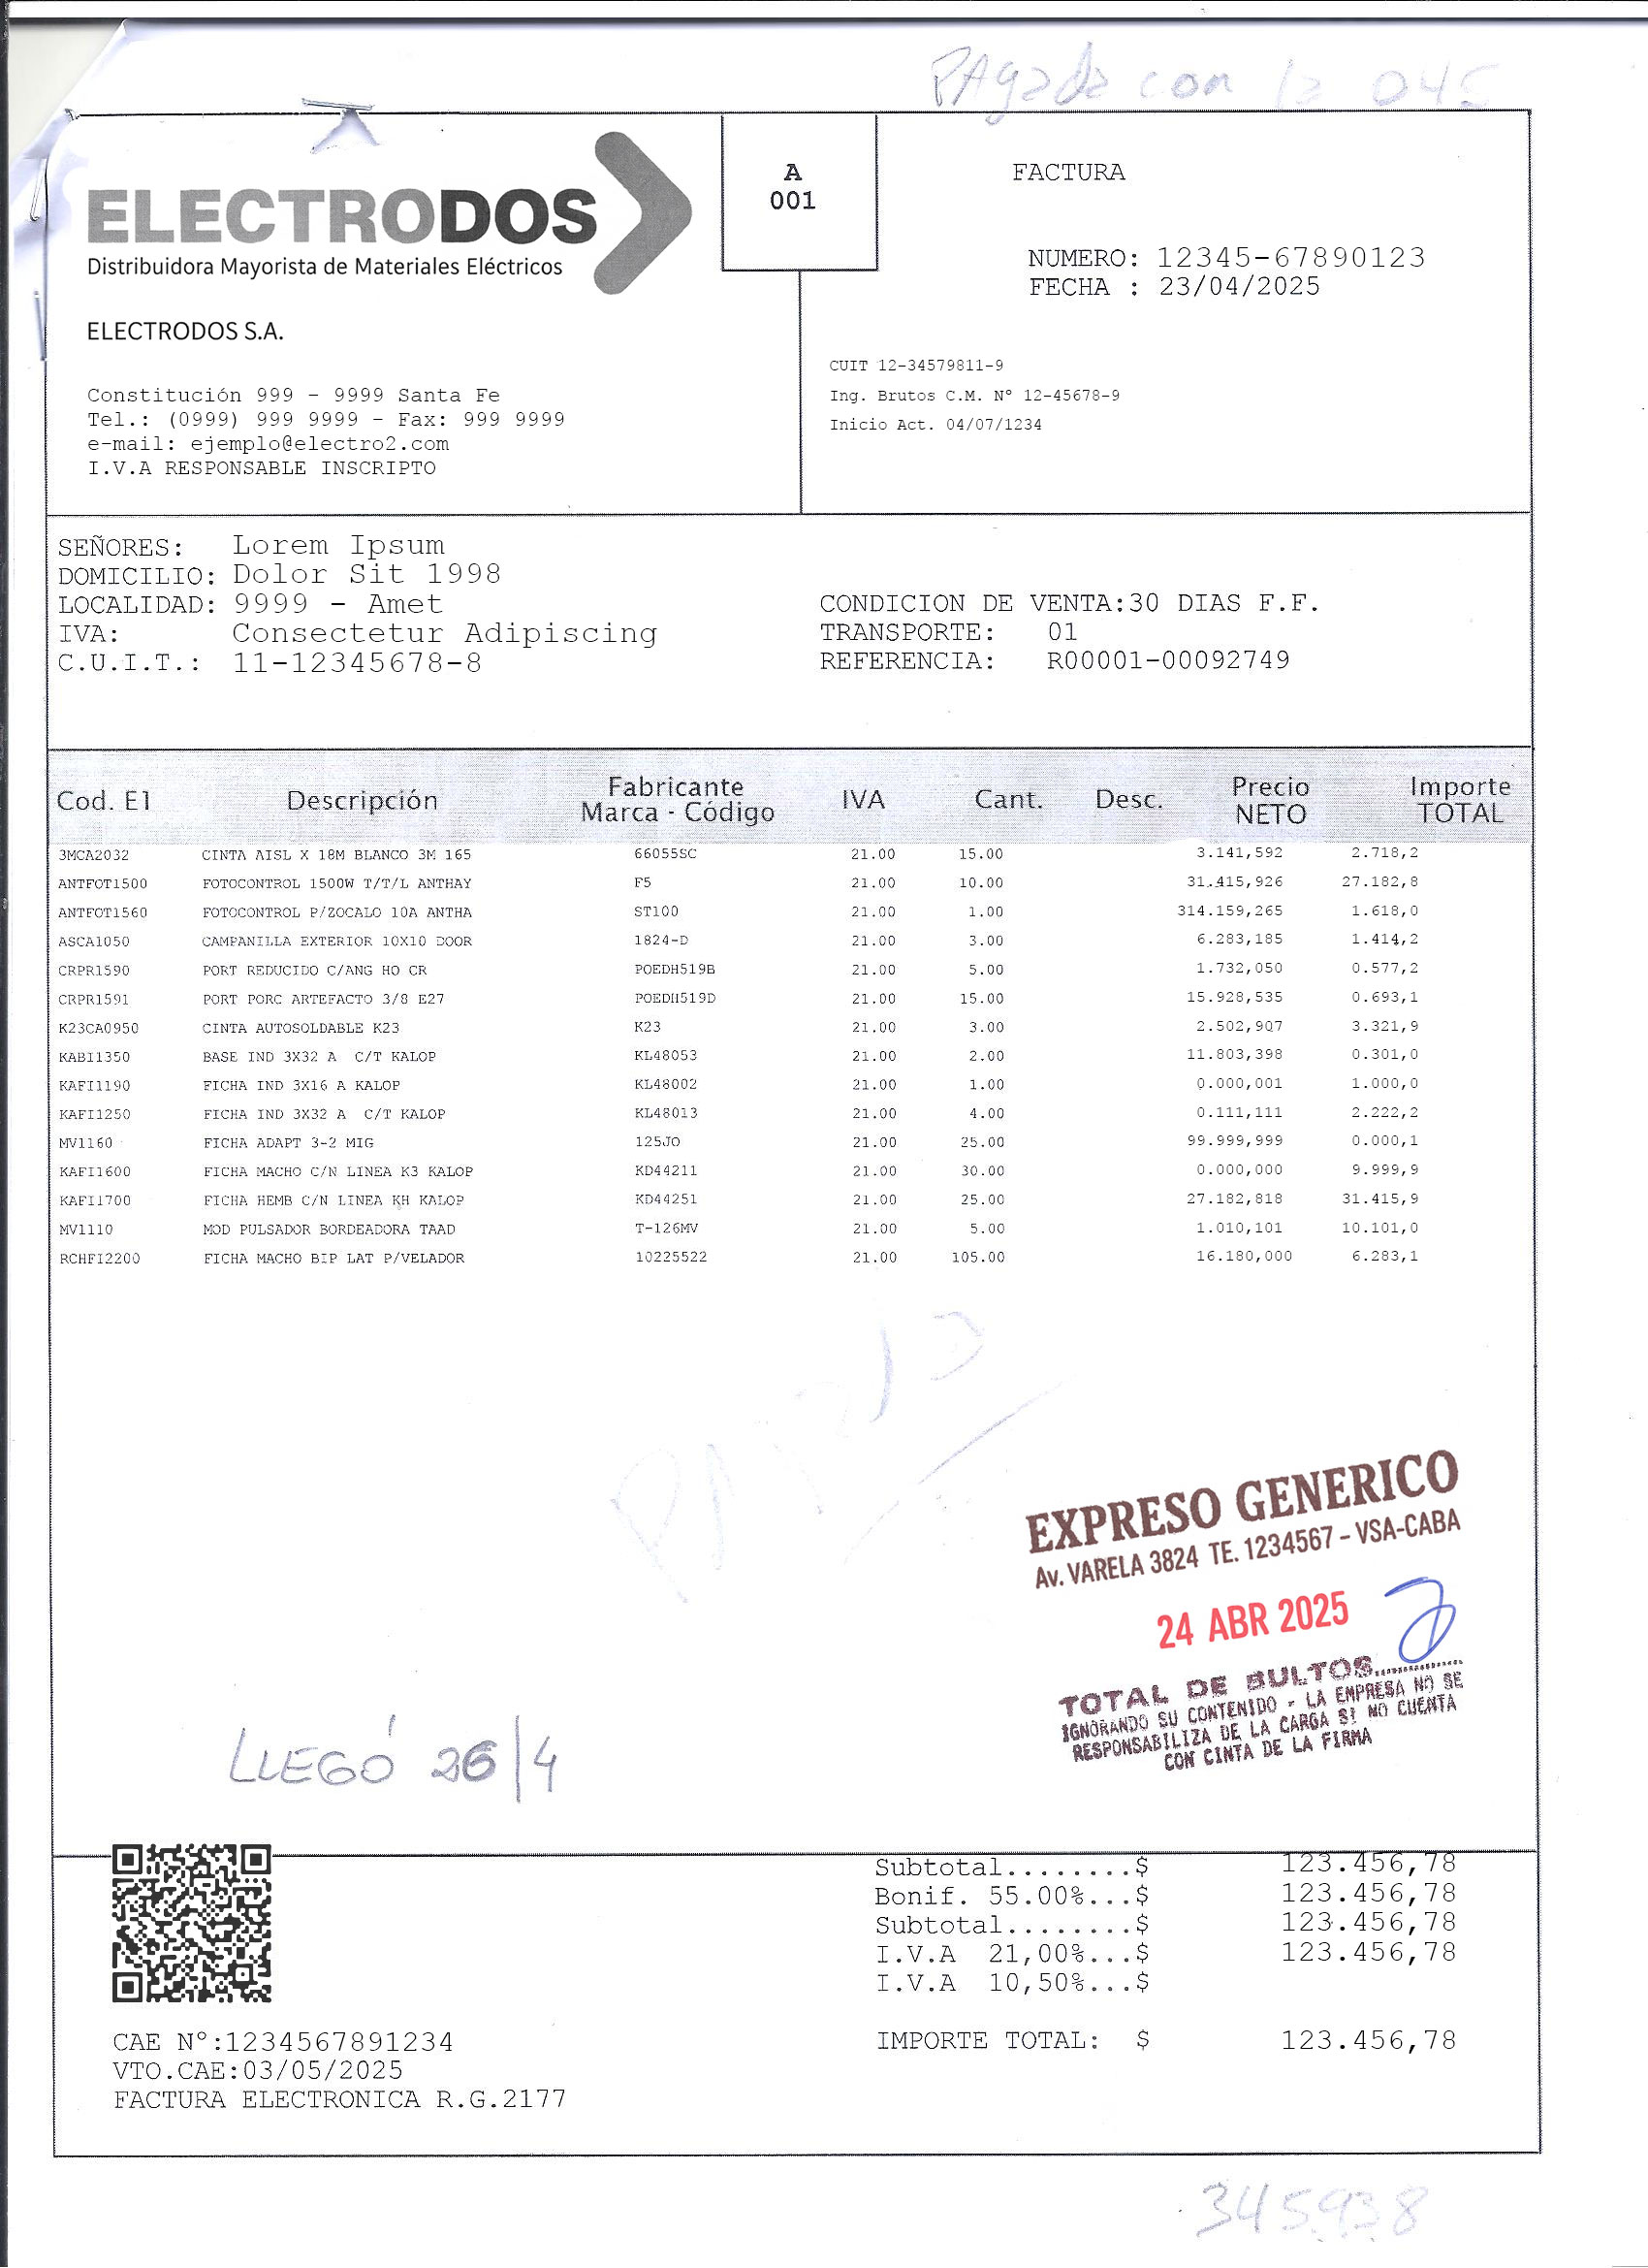 PAgada con la 045
ELECTRODOS
Distribuidora Mayorista de Materiales Eléctricos
ELECTRODOS S.A.
Constitución 999 - 9999 Santa Fe
Tel.: (0999) 999 9999 - Fax: 999 9999
e-mail: ejemplo@electro2.com
I.V.A RESPONSABLE INSCRIPTO
A
001
FACTURA
NUMERO: 12345-67890123
FECHA : 23/04/2025
CUIT 12-34579811-9
Ing. Brutos C.M. Nº 12-45678-9
Inicio Act. 04/07/1234
SEÑORES: Lorem Ipsum
DOMICILIO: Dolor Sit 1998
LOCALIDAD: 9999 - Amet
IVA: Consectetur Adipiscing
C.U.I.T.: 11-12345678-8
CONDICION DE VENTA:30 DIAS F.F.
TRANSPORTE: 01
REFERENCIA: R00001-00092749
Cod. E1 Descripción Fabricante Marca - Código IVA Cant. Desc. Precio NETO Importe TOTAL
3MCA2032 CINTA AISL X 18M BLANCO 3M 165 66055SC 21.00 15.00 3.141,592 2.718,2
ANTFOT1500 FOTOCONTROL 1500W T/T/L ANTHAY F5 21.00 10.00 31.415,926 27.182,8
ANTFOT1560 FOTOCONTROL P/ZOCALO 10A ANTHA ST100 21.00 1.00 314.159,265 1.618,0
ASCA1050 CAMPANILLA EXTERIOR 10X10 DOOR 1824-D 21.00 3.00 6.283,185 1.414,2
CRPR1590 PORT REDUCIDO C/ANG HO CR POEDH519B 21.00 5.00 1.732,050 0.577,2
CRPR1591 PORT PORC ARTEFACTO 3/8 E27 POEDH519D 21.00 15.00 15.928,535 0.693,1
K23CA0950 CINTA AUTOSOLDABLE K23 K23 21.00 3.00 2.502,907 3.321,9
KABI1350 BASE IND 3X32 A C/T KALOP KL48053 21.00 2.00 11.803,398 0.301,0
KAFI1190 FICHA IND 3X16 A KALOP KL48002 21.00 1.00 0.000,001 1.000,0
KAFI1250 FICHA IND 3X32 A C/T KALOP KL48013 21.00 4.00 0.111,111 2.222,2
MV1160 FICHA ADAPT 3-2 MIG 125JO 21.00 25.00 99.999,999 0.000,1
KAFI1600 FICHA MACHO C/N LINEA K3 KALOP KD44211 21.00 30.00 0.000,000 9.999,9
KAFI1700 FICHA HEMB C/N LINEA KH KALOP KD44251 21.00 25.00 27.182,818 31.415,9
MV1110 MOD PULSADOR BORDEADORA TAAD T-126MV 21.00 5.00 1.010,101 10.101,0
RCHFI2200 FICHA MACHO BIP LAT P/VELADOR 10225522 21.00 105.00 16.180,000 6.283,1
EXPRESO GENERICO
Av. VARELA 3824 TE. 1234567 - VSA-CABA
24 ABR 2025
TOTAL DE BULTOS..............
IGNORANDO SU CONTENIDO - LA EMPRESA NO SE
RESPONSABILIZA DE LA CARGA SI NO CUENTA
CON CINTA DE LA FIRMA
LLEGÓ 26/4
Subtotal........$ 123.456,78
Bonif. 55.00%...$ 123.456,78
Subtotal........$ 123.456,78
I.V.A 21,00%...$ 123.456,78
I.V.A 10,50%...$
IMPORTE TOTAL: $ 123.456,78
CAE Nº:1234567891234
VTO.CAE:03/05/2025
FACTURA ELECTRONICA R.G.2177
345938